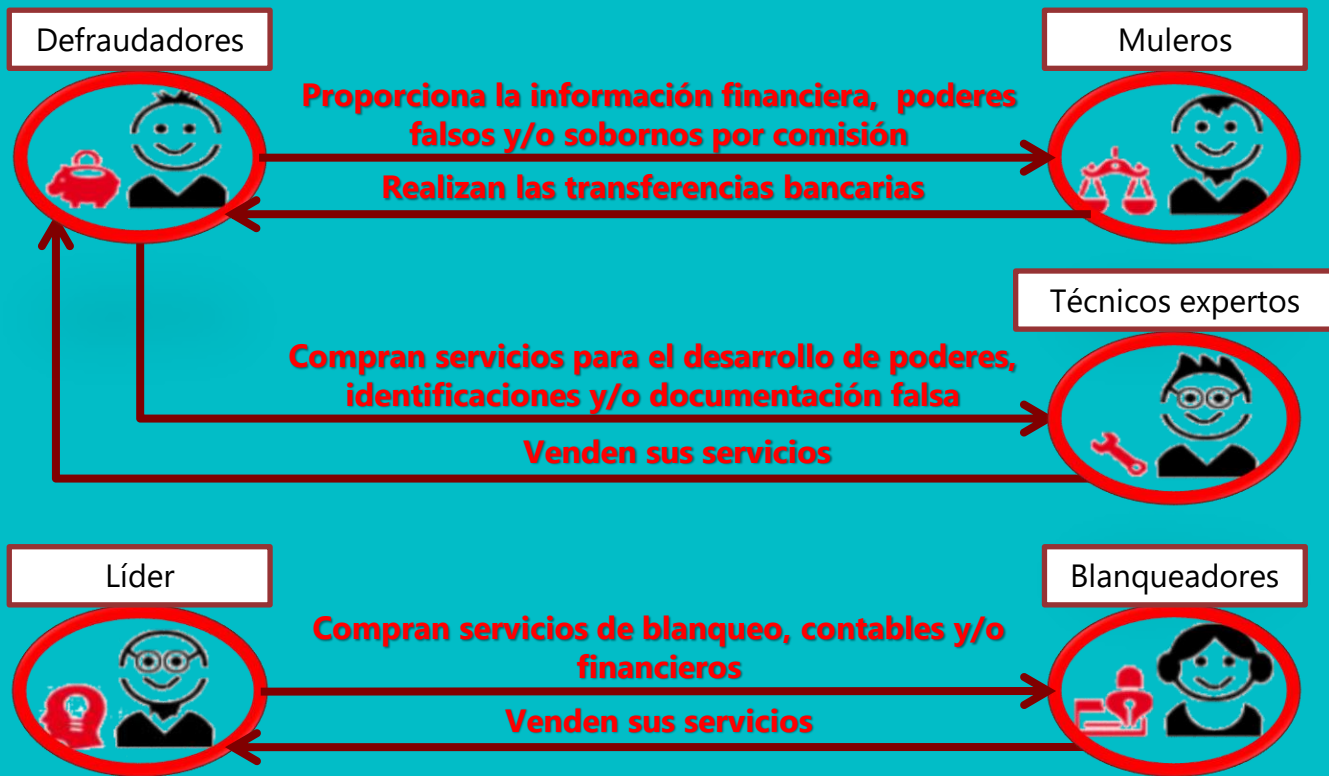 Defraudadores
Muleros
Proporciona la información financiera, poderes
falsos y/o sobornos por comisión
Realizan las transferencias bancarias
Técnicos expertos
Compran servicios para el desarrollo de poderes,
identificaciones y/o documentación falsa
Venden sus servicios
Líder
Blanqueadores
Compran servicios de blanqueo, contables y/o
financieros
Venden sus servicios